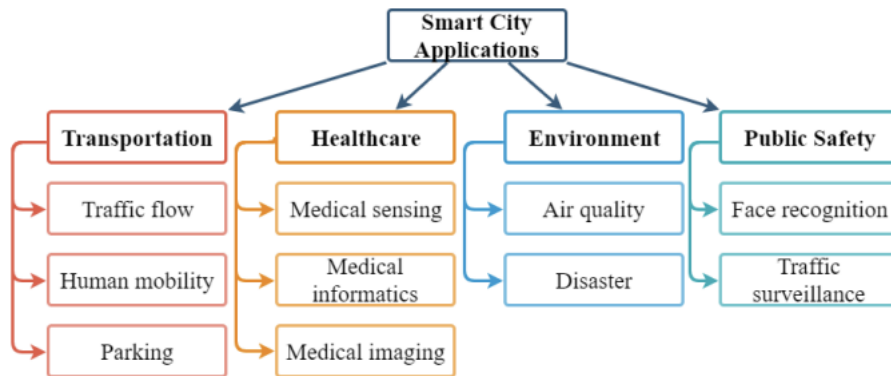 Smart City
Applications
Transportation
Healthcare
Environment
Public Safety
Traffic flow
Medical sensing
Air quality
Face recognition
Human mobility
Medical
informatics
Disaster
Traffic
surveillance
Parking
Medical imaging